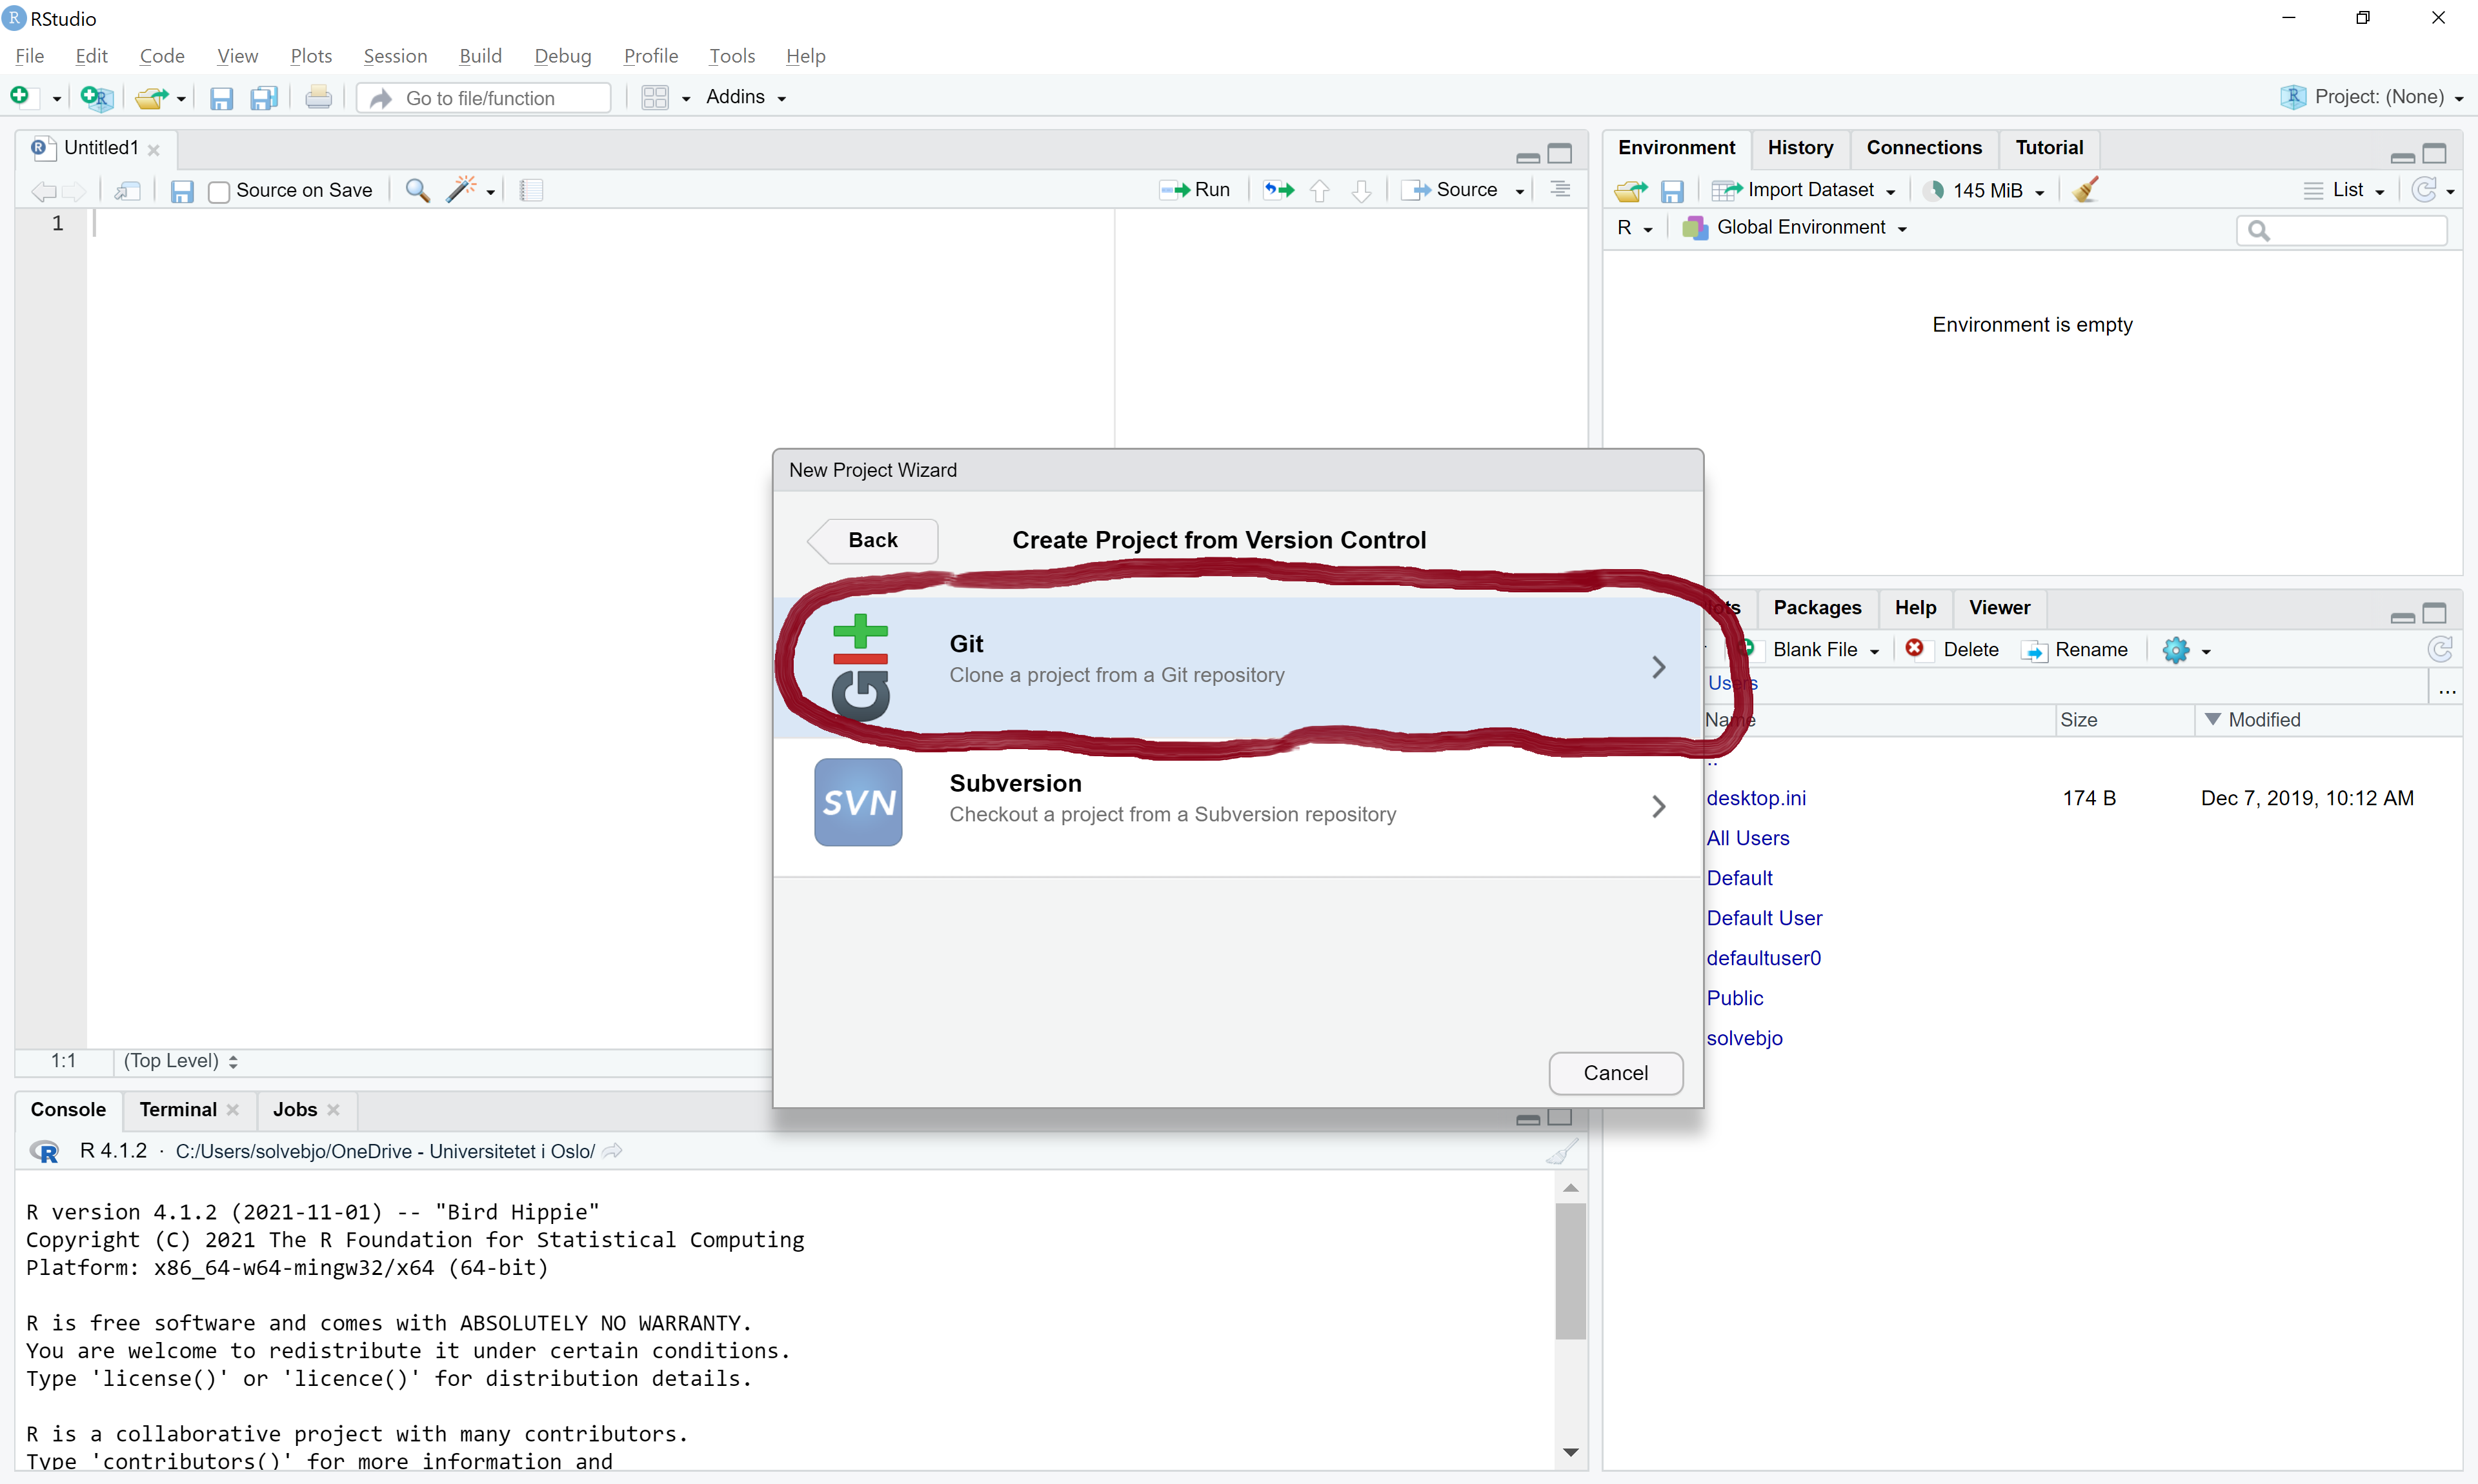 RStudio
File Edit Code View Plots Session Build Debug Profile Tools Help
Go to file/function Addins Project: (None)
Untitled1
Source on Save Run Source
1
1:1 (Top Level)
Environment History Connections Tutorial
Import Dataset 145 MiB List
R Global Environment
Environment is empty
New Project Wizard
Back Create Project from Version Control
Git
Clone a project from a Git repository
SVN
Subversion
Checkout a project from a Subversion repository
Cancel
Packages Help Viewer
Blank File Delete Rename
Users
...
Name Size Modified
..
desktop.ini 174 B Dec 7, 2019, 10:12 AM
All Users
Default
Default User
defaultuser0
Public
solvebjo
Console Terminal Jobs
R 4.1.2 · C:/Users/solvebjo/OneDrive - Universitetet i Oslo/
R version 4.1.2 (2021-11-01) -- "Bird Hippie"
Copyright (C) 2021 The R Foundation for Statistical Computing
Platform: x86_64-w64-mingw32/x64 (64-bit)
R is free software and comes with ABSOLUTELY NO WARRANTY.
You are welcome to redistribute it under certain conditions.
Type 'license()' or 'licence()' for distribution details.
R is a collaborative project with many contributors.
Type 'contributors()' for more information and